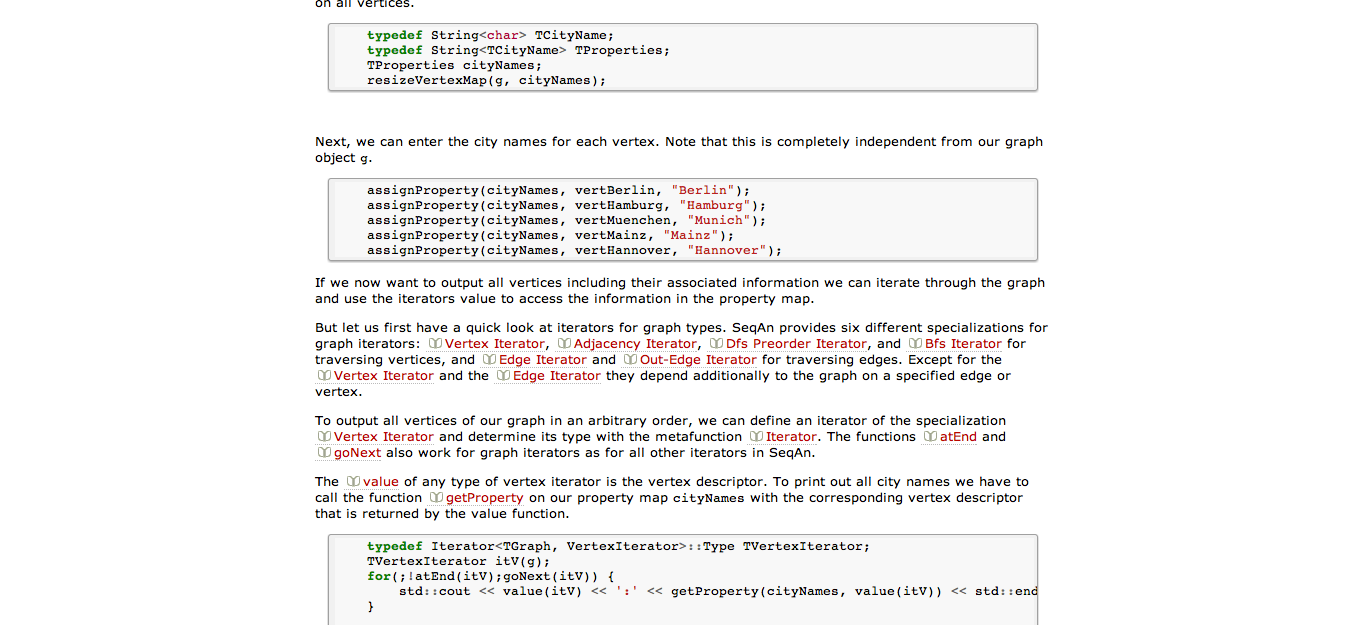 on all vertices.
typedef String<char> TCityName;
typedef String<TCityName> TProperties;
TProperties cityNames;
resizeVertexMap(g, cityNames);
Next, we can enter the city names for each vertex. Note that this is completely independent from our graph
object g.
assignProperty(cityNames, vertBerlin, "Berlin");
assignProperty(cityNames, vertHamburg, "Hamburg");
assignProperty(cityNames, vertMuenchen, "Munich");
assignProperty(cityNames, vertMainz, "Mainz");
assignProperty(cityNames, vertHannover, "Hannover");
If we now want to output all vertices including their associated information we can iterate through the graph
and use the iterators value to access the information in the property map.
But let us first have a quick look at iterators for graph types. SeqAn provides six different specializations for
graph iterators: Vertex Iterator, Adjacency Iterator, Dfs Preorder Iterator, and Bfs Iterator for
traversing vertices, and Edge Iterator and Out-Edge Iterator for traversing edges. Except for the
Vertex Iterator and the Edge Iterator they depend additionally to the graph on a specified edge or
vertex.
To output all vertices of our graph in an arbitrary order, we can define an iterator of the specialization
Vertex Iterator and determine its type with the metafunction Iterator. The functions atEnd and
goNext also work for graph iterators as for all other iterators in SeqAn.
The value of any type of vertex iterator is the vertex descriptor. To print out all city names we have to
call the function getProperty on our property map cityNames with the corresponding vertex descriptor
that is returned by the value function.
typedef Iterator<TGraph, VertexIterator>::Type TVertexIterator;
TVertexIterator itV(g);
for(;!atEnd(itV);goNext(itV)) {
std::cout << value(itV) << ':' << getProperty(cityNames, value(itV)) << std::end
}